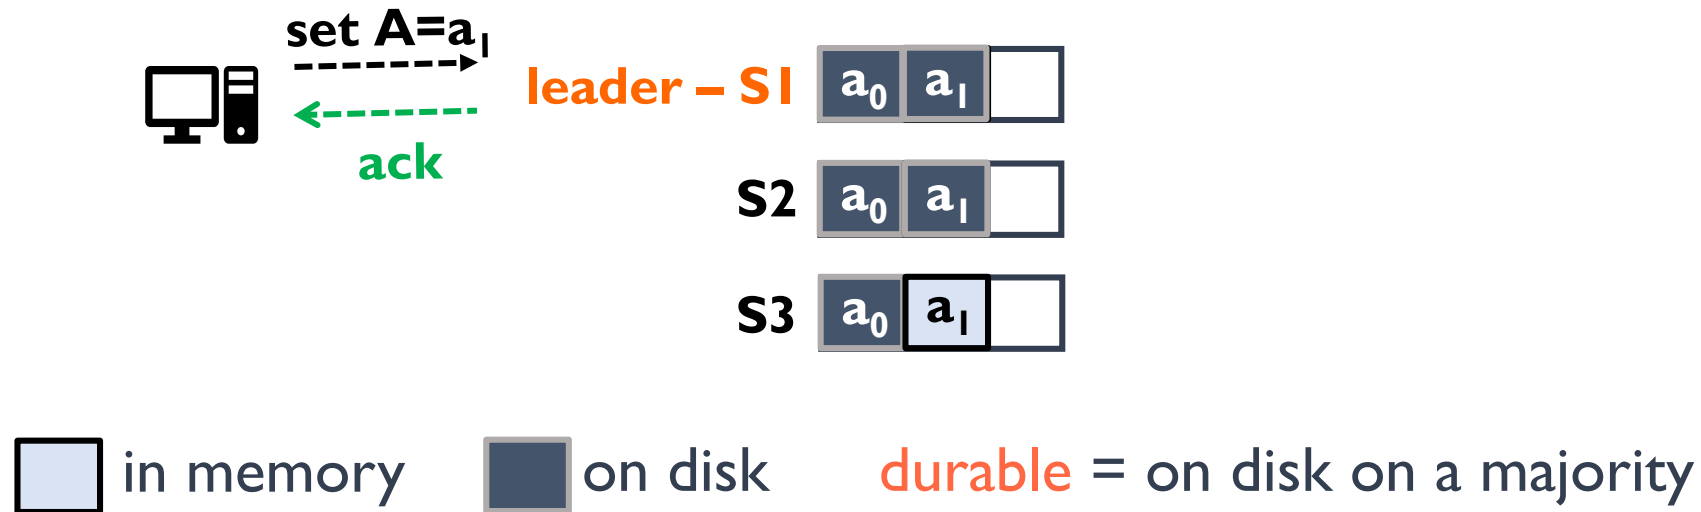 set A=a₁
leader – S1 a₀ a₁
ack
S2 a₀ a₁
S3 a₀ a₁
in memory on disk durable = on disk on a majority